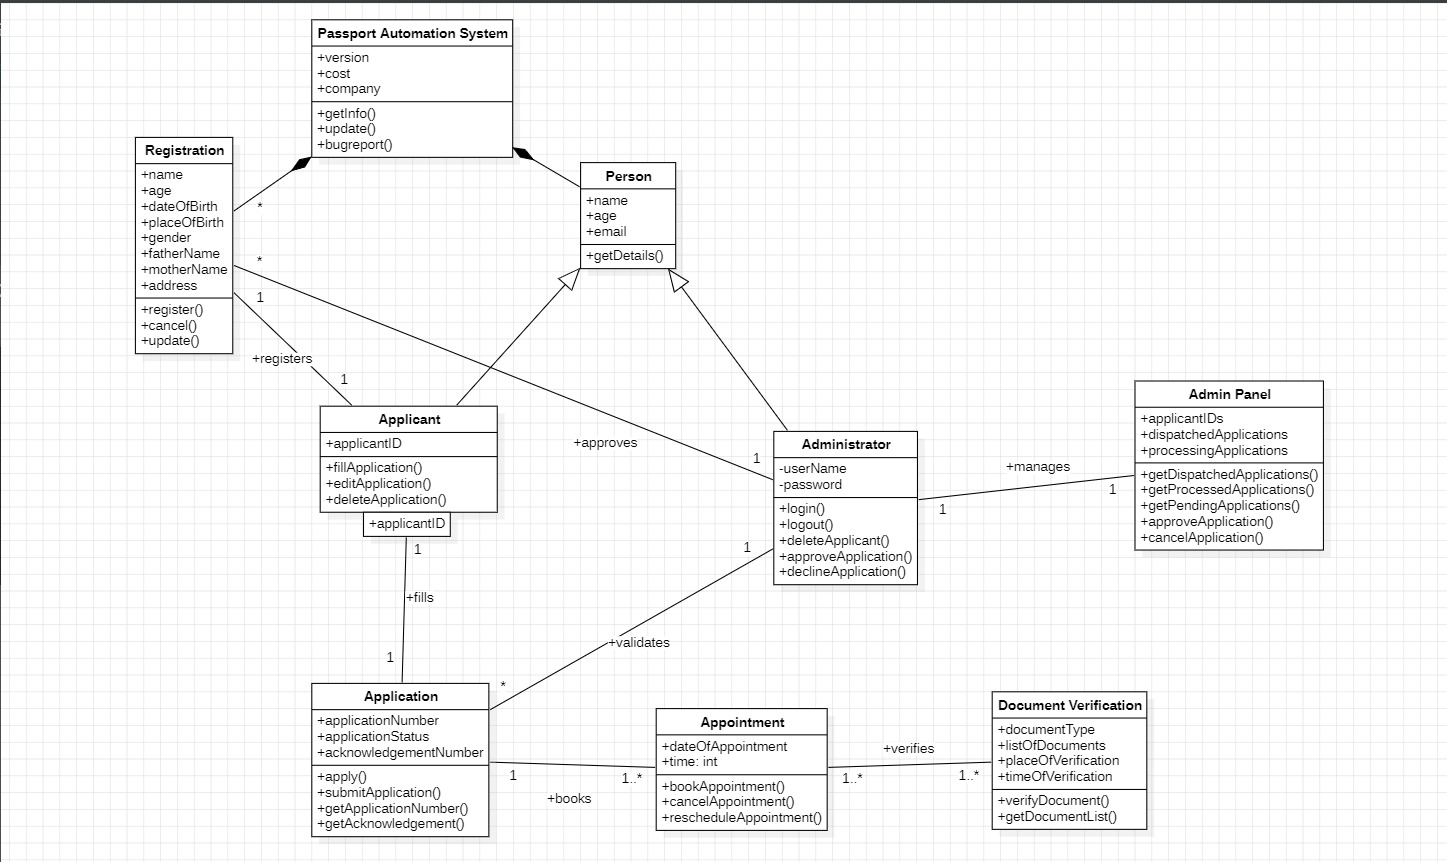 Passport Automation System
+version
+cost
+company
+getInfo()
+update()
+bugreport()
Registration
+name
+age
+dateOfBirth
+placeOfBirth
+gender
+fatherName
+motherName
+address
+register()
+cancel()
+update()
*
*
1
+registers
1
Person
+name
+age
+email
+getDetails()
Applicant
+applicantID
+fillApplication()
+editApplication()
+deleteApplication()
+applicantID
1
+fills
1
+approves
1
Administrator
-userName
-password
+login()
+logout()
+deleteApplicant()
+approveApplication()
+declineApplication()
+manages
1
1
Admin Panel
+applicantIDs
+dispatchedApplications
+processingApplications
+getDispatchedApplications()
+getProcessedApplications()
+getPendingApplications()
+approveApplication()
+cancelApplication()
1
+validates
*
Application
+applicationNumber
+applicationStatus
+acknowledgementNumber
+apply()
+submitApplication()
+getApplicationNumber()
+getAcknowledgement()
1
+books
1..*
Appointment
+dateOfAppointment
+time: int
+bookAppointment()
+cancelAppointment()
+rescheduleAppointment()
+verifies
1..*
1..*
Document Verification
+documentType
+listOfDocuments
+placeOfVerification
+timeOfVerification
+verifyDocument()
+getDocumentList()